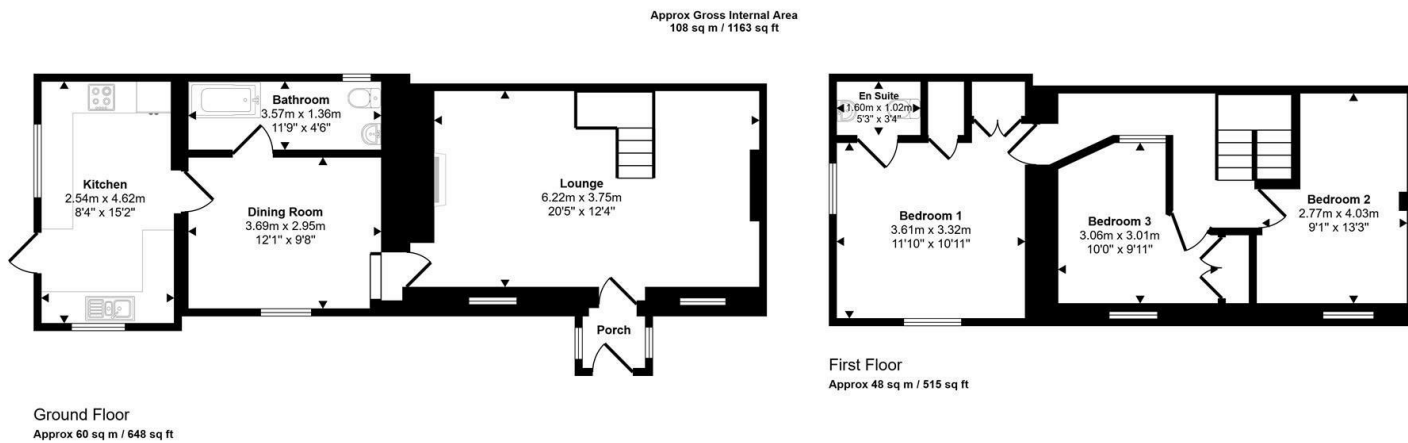 Approx Gross Internal Area
108 sq m / 1163 sq ft
Bathroom
3.57m x 1.36m
11'9" x 4'6"
Kitchen
2.54m x 4.62m
8'4" x 15'2"
Dining Room
3.69m x 2.95m
12'1" x 9'8"
Lounge
6.22m x 3.75m
20'5" x 12'4"
Porch
Ground Floor
Approx 60 sq m / 648 sq ft
En Suite
1.60m x 1.02m
5'3" x 3'4"
Bedroom 1
3.61m x 3.32m
11'10" x 10'11"
Bedroom 3
3.06m x 3.01m
10'0" x 9'11"
Bedroom 2
2.77m x 4.03m
9'1" x 13'3"
First Floor
Approx 48 sq m / 515 sq ft